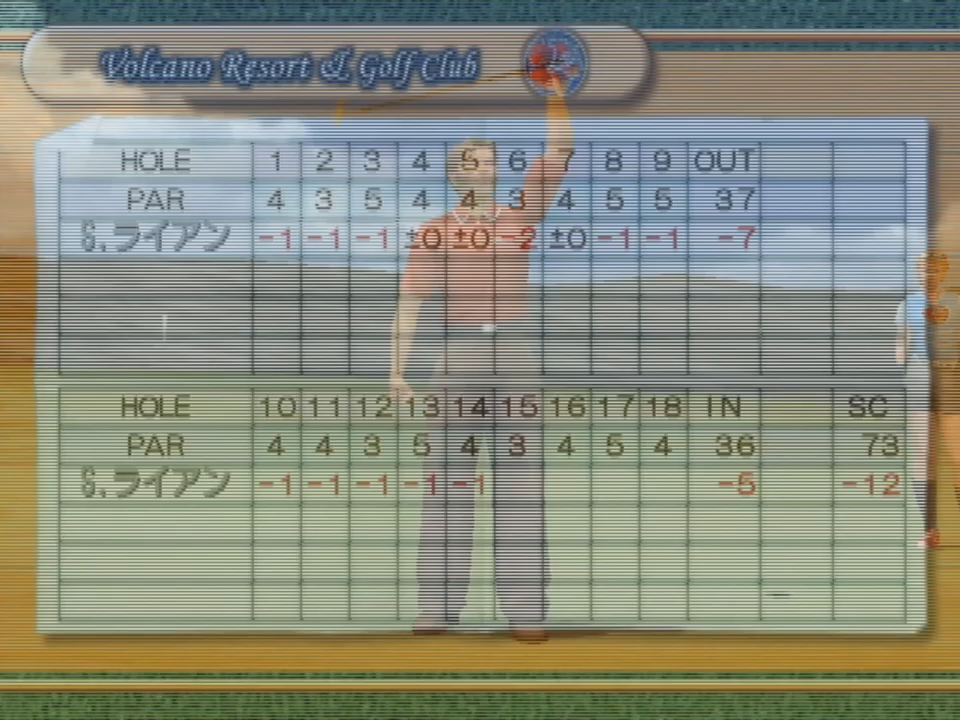 Volcano Resort & Golf Club
HOLE 1 2 3 4 5 6 7 8 9 OUT
PAR 4 3 5 4 4 3 4 5 5 37
S.ライアン -1 -1 -1 ±0 ±0 -2 ±0 -1 -1 -7
HOLE 10 11 12 13 14 15 16 17 18 IN SC
PAR 4 4 3 5 4 3 4 5 4 36 73
S.ライアン -1 -1 -1 -1 -1 -5 -12